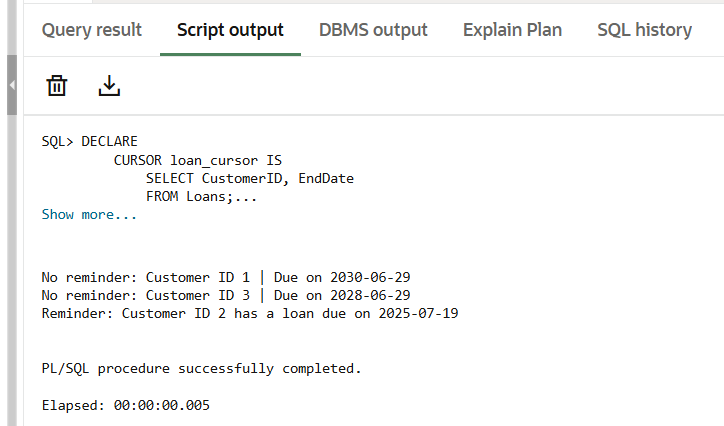 Query result Script output DBMS output Explain Plan SQL history
SQL> DECLARE
CURSOR loan_cursor IS
SELECT CustomerID, EndDate
FROM Loans;...
Show more...
No reminder: Customer ID 1 | Due on 2030-06-29
No reminder: Customer ID 3 | Due on 2028-06-29
Reminder: Customer ID 2 has a loan due on 2025-07-19
PL/SQL procedure successfully completed.
Elapsed: 00:00:00.005